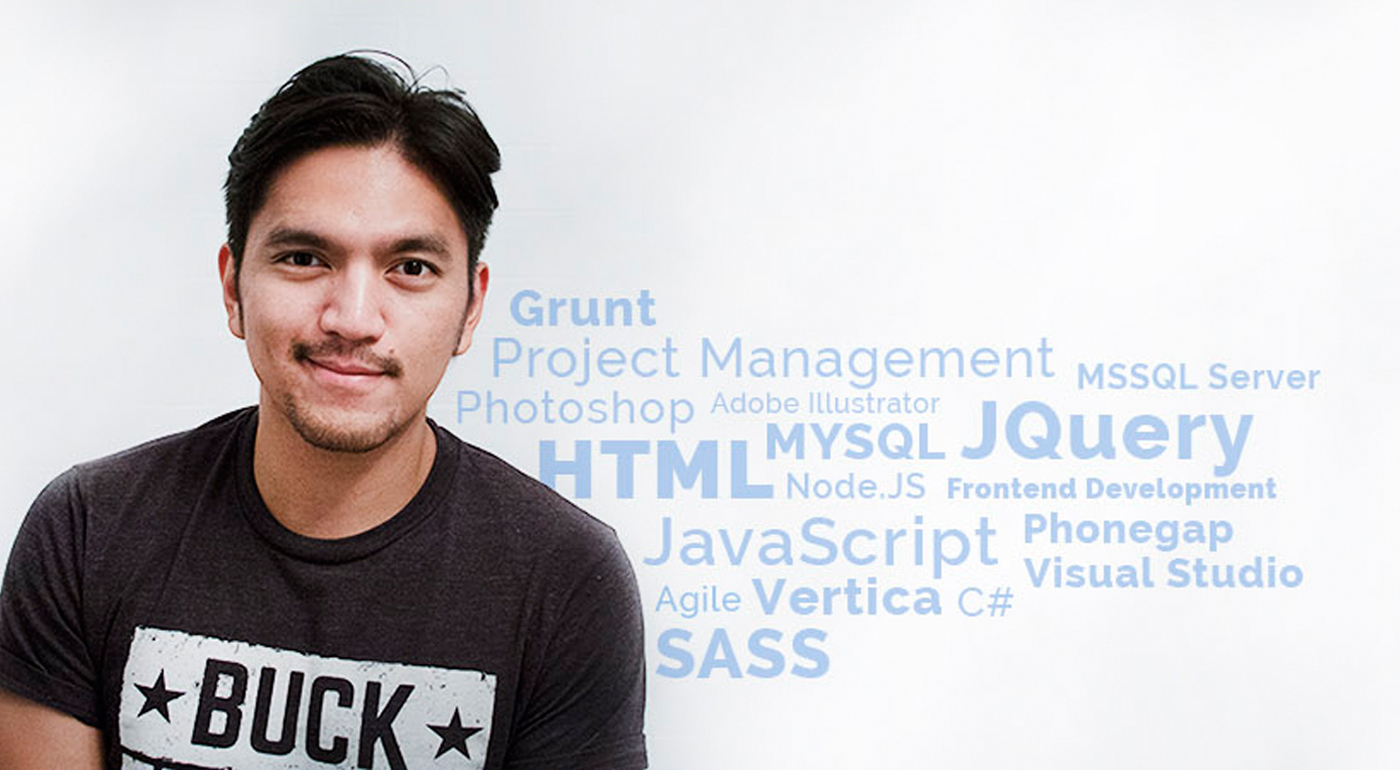 Grunt
Project Management
MSSQL Server
Photoshop
Adobe Illustrator
MYSQL
JQuery
HTML
Node.JS
Frontend Development
JavaScript
Phonegap
Visual Studio
Agile
Vertica
C#
SASS
BUCK